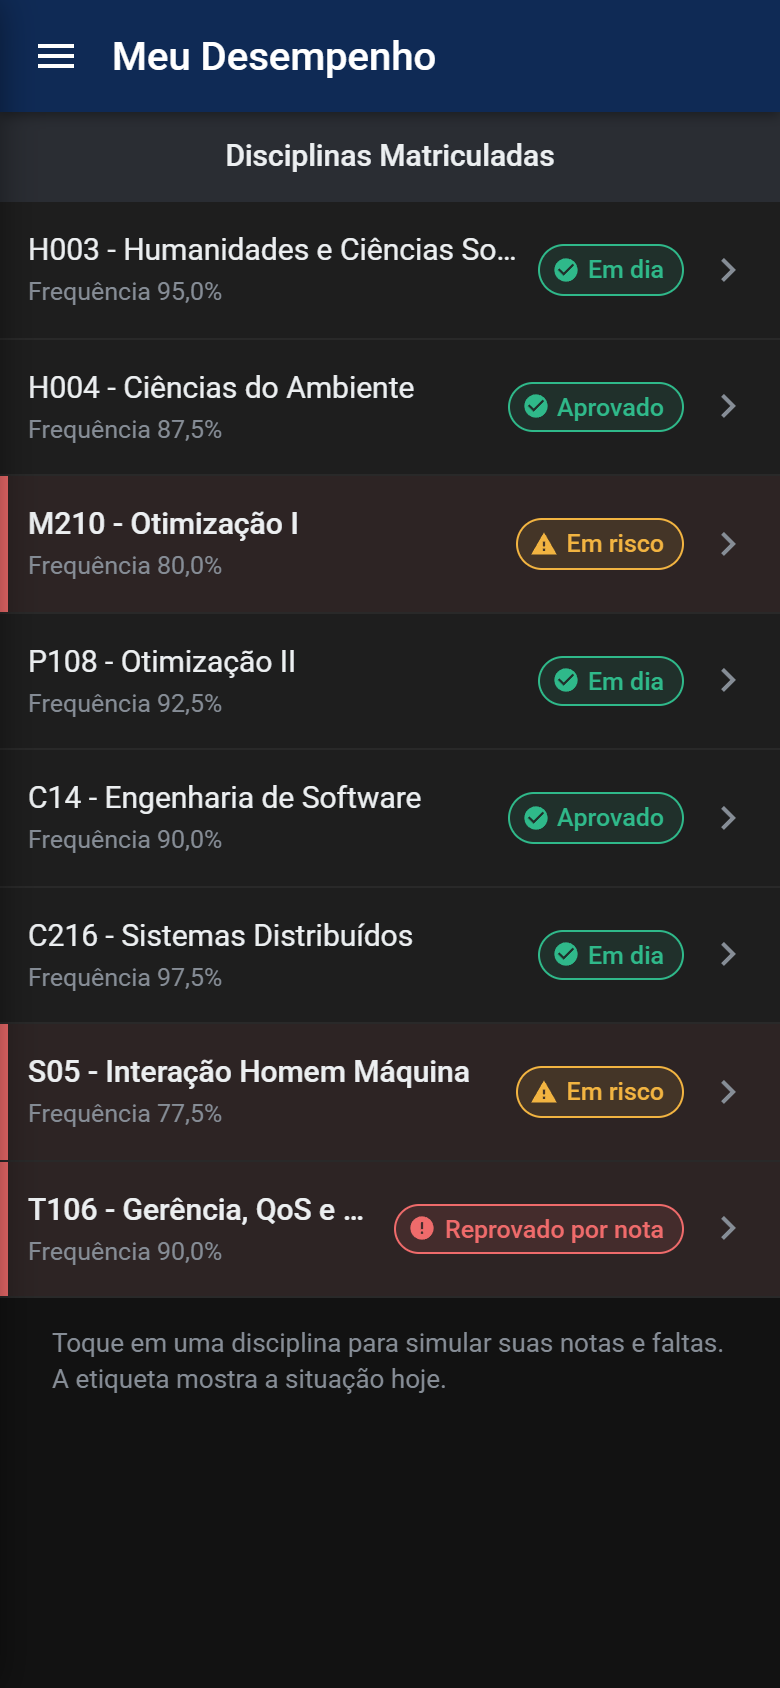 Meu Desempenho
Disciplinas Matriculadas
H003 - Humanidades e Ciências So...
Em dia
Frequência 95,0%
H004 - Ciências do Ambiente
Aprovado
Frequência 87,5%
M210 - Otimização I
Em risco
Frequência 80,0%
P108 - Otimização II
Em dia
Frequência 92,5%
C14 - Engenharia de Software
Aprovado
Frequência 90,0%
C216 - Sistemas Distribuídos
Em dia
Frequência 97,5%
S05 - Interação Homem Máquina
Em risco
Frequência 77,5%
T106 - Gerência, QoS e ...
Reprovado por nota
Frequência 90,0%
Toque em uma disciplina para simular suas notas e faltas.
A etiqueta mostra a situação hoje.